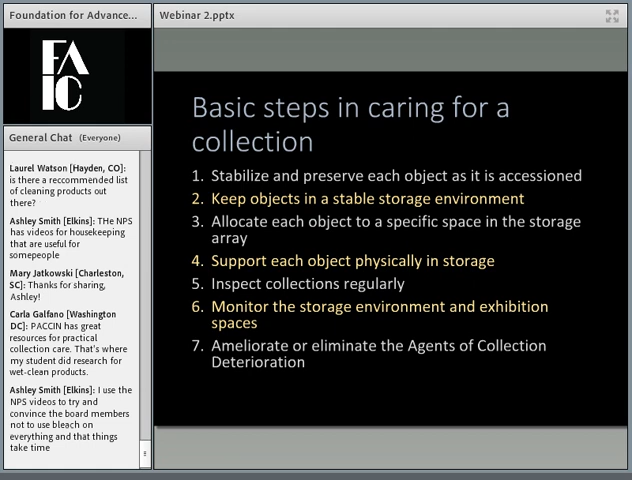 Foundation for Advance...
FA
IC
General Chat (Everyone)
Laurel Watson [Hayden, CO]:
is there a reccommended list
of cleaning products out
there?
Ashley Smith [Elkins]: THe NPS
has videos for housekeeping
that are useful for
somepeople
Mary Jatkowski [Charleston,
SC]: Thanks for sharing,
Ashley!
Carla Galfano [Washington
DC]: PACCIN has great
resources for practical
collection care. That's where
my student did research for
wet-clean products.
Ashley Smith [Elkins]: I use the
NPS videos to try and
convince the board members
not to use bleach on
everything and that things
take time
Webinar 2.pptx
Basic steps in caring for a
collection
1. Stabilize and preserve each object as it is accessioned
2. Keep objects in a stable storage environment
3. Allocate each object to a specific space in the storage
array
4. Support each object physically in storage
5. Inspect collections regularly
6. Monitor the storage environment and exhibition
spaces
7. Ameliorate or eliminate the Agents of Collection
Deterioration